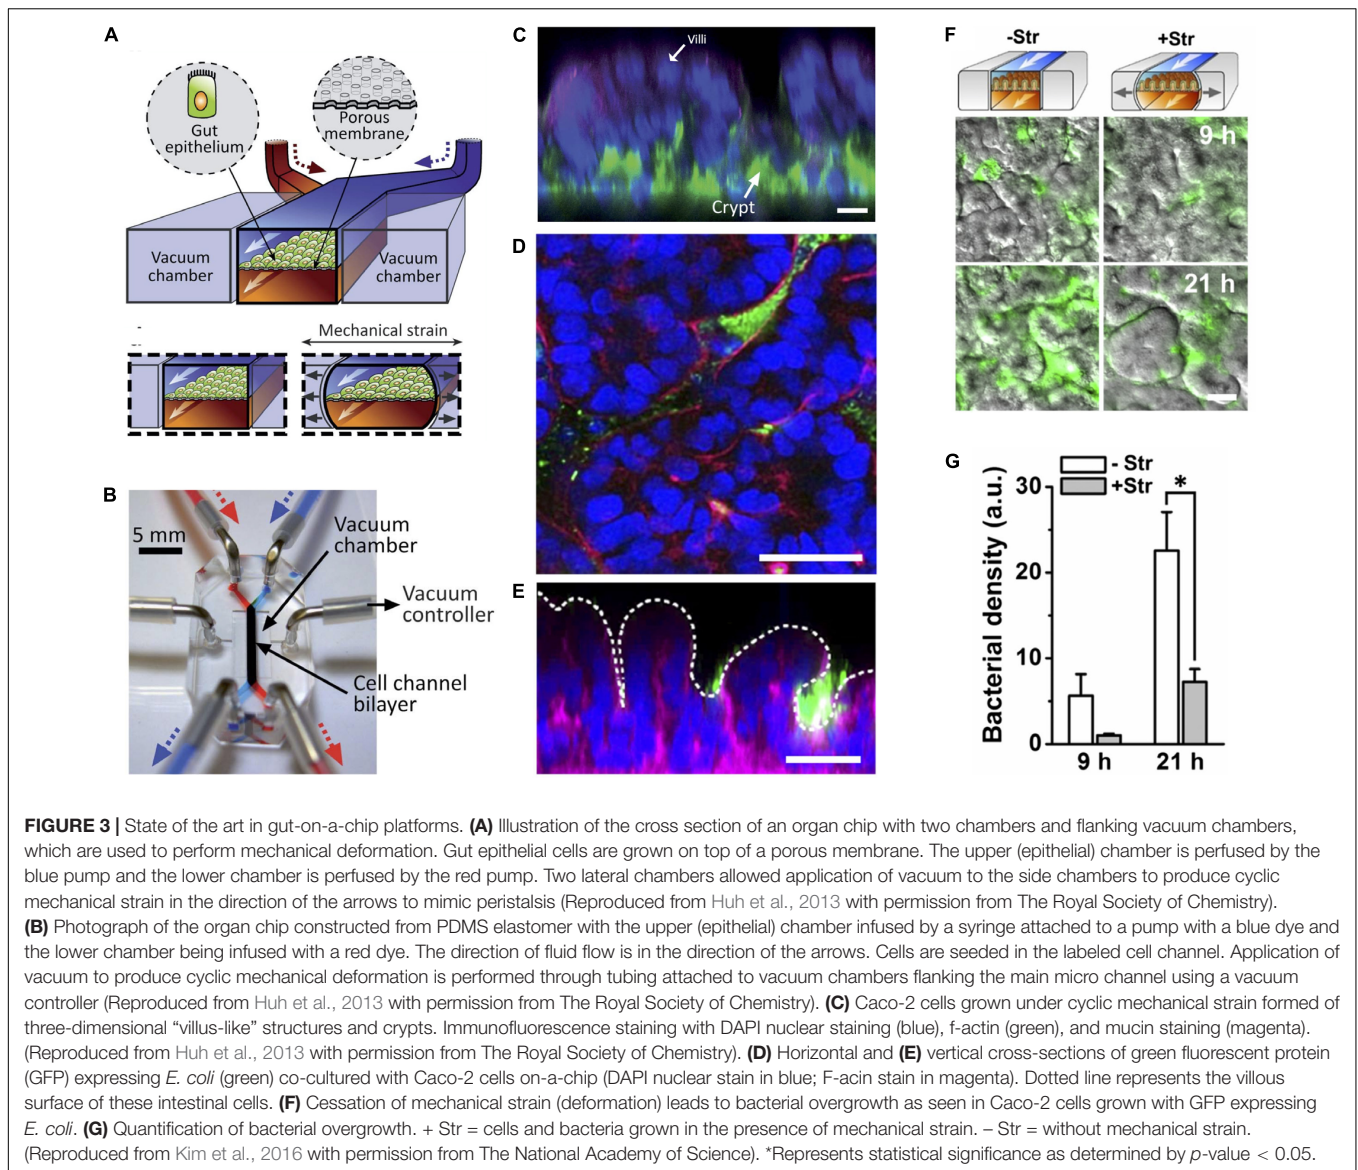 A
Gut
epithelium
Porous
membrane
Vacuum
chamber
Vacuum
chamber
Mechanical strain
B
5 mm
Vacuum
chamber
Vacuum
controller
Cell channel
bilayer
C
Villi
Crypt
D
E
F
-Str
+Str
9 h
21 h
G
- Str
+Str
*
Bacterial density (a.u.)
30
20
10
0
9 h
21 h
FIGURE 3 | State of the art in gut-on-a-chip platforms. (A) Illustration of the cross section of an organ chip with two chambers and flanking vacuum chambers,
which are used to perform mechanical deformation. Gut epithelial cells are grown on top of a porous membrane. The upper (epithelial) chamber is perfused by the
blue pump and the lower chamber is perfused by the red pump. Two lateral chambers allowed application of vacuum to the side chambers to produce cyclic
mechanical strain in the direction of the arrows to mimic peristalsis (Reproduced from Huh et al., 2013 with permission from The Royal Society of Chemistry).
(B) Photograph of the organ chip constructed from PDMS elastomer with the upper (epithelial) chamber infused by a syringe attached to a pump with a blue dye and
the lower chamber being infused with a red dye. The direction of fluid flow is in the direction of the arrows. Cells are seeded in the labeled cell channel. Application of
vacuum to produce cyclic mechanical deformation is performed through tubing attached to vacuum chambers flanking the main micro channel using a vacuum
controller (Reproduced from Huh et al., 2013 with permission from The Royal Society of Chemistry). (C) Caco-2 cells grown under cyclic mechanical strain formed of
three-dimensional “villus-like” structures and crypts. Immunofluorescence staining with DAPI nuclear staining (blue), f-actin (green), and mucin staining (magenta).
(Reproduced from Huh et al., 2013 with permission from The Royal Society of Chemistry). (D) Horizontal and (E) vertical cross-sections of green fluorescent protein
(GFP) expressing E. coli (green) co-cultured with Caco-2 cells on-a-chip (DAPI nuclear stain in blue; F-acin stain in magenta). Dotted line represents the villous
surface of these intestinal cells. (F) Cessation of mechanical strain (deformation) leads to bacterial overgrowth as seen in Caco-2 cells grown with GFP expressing
E. coli. (G) Quantification of bacterial overgrowth. + Str = cells and bacteria grown in the presence of mechanical strain. – Str = without mechanical strain.
(Reproduced from Kim et al., 2016 with permission from The National Academy of Science). *Represents statistical significance as determined by p-value < 0.05.